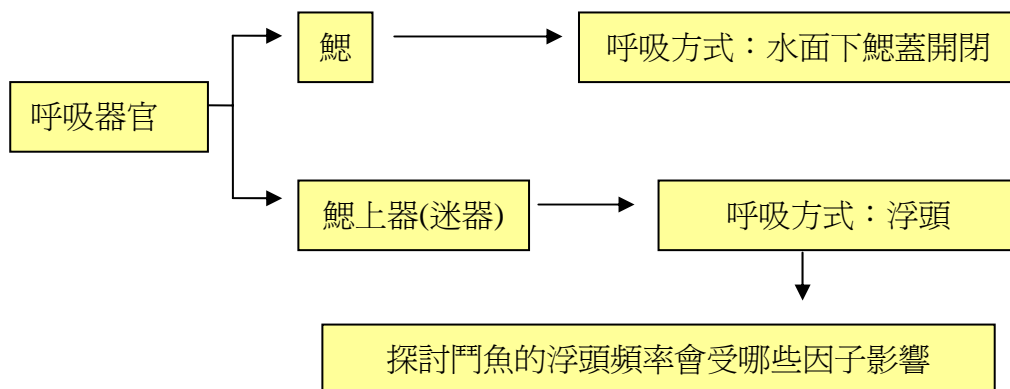 鰓
呼吸方式：水面下鰓蓋開閉
呼吸器官
鰓上器(迷器)
呼吸方式：浮頭
探討鬥魚的浮頭頻率會受哪些因子影響